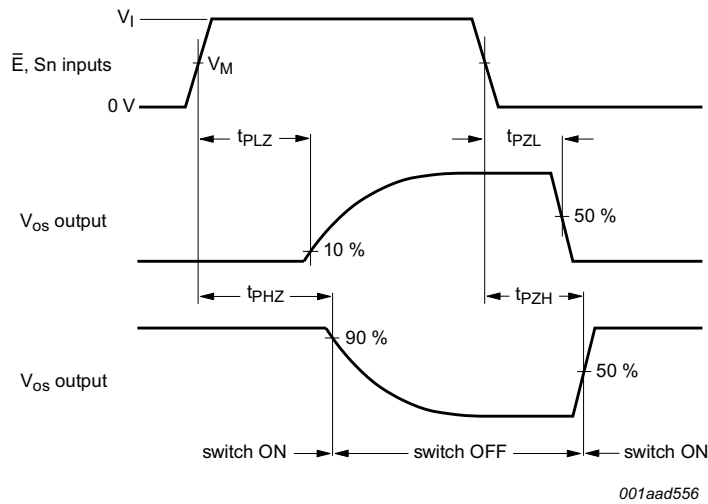 V_I
E̅, Sn inputs
V_M
0 V
t_PLZ
t_PZL
V_os output
50 %
10 %
t_PHZ
t_PZH
90 %
V_os output
50 %
switch ON
switch OFF
switch ON
001aad556